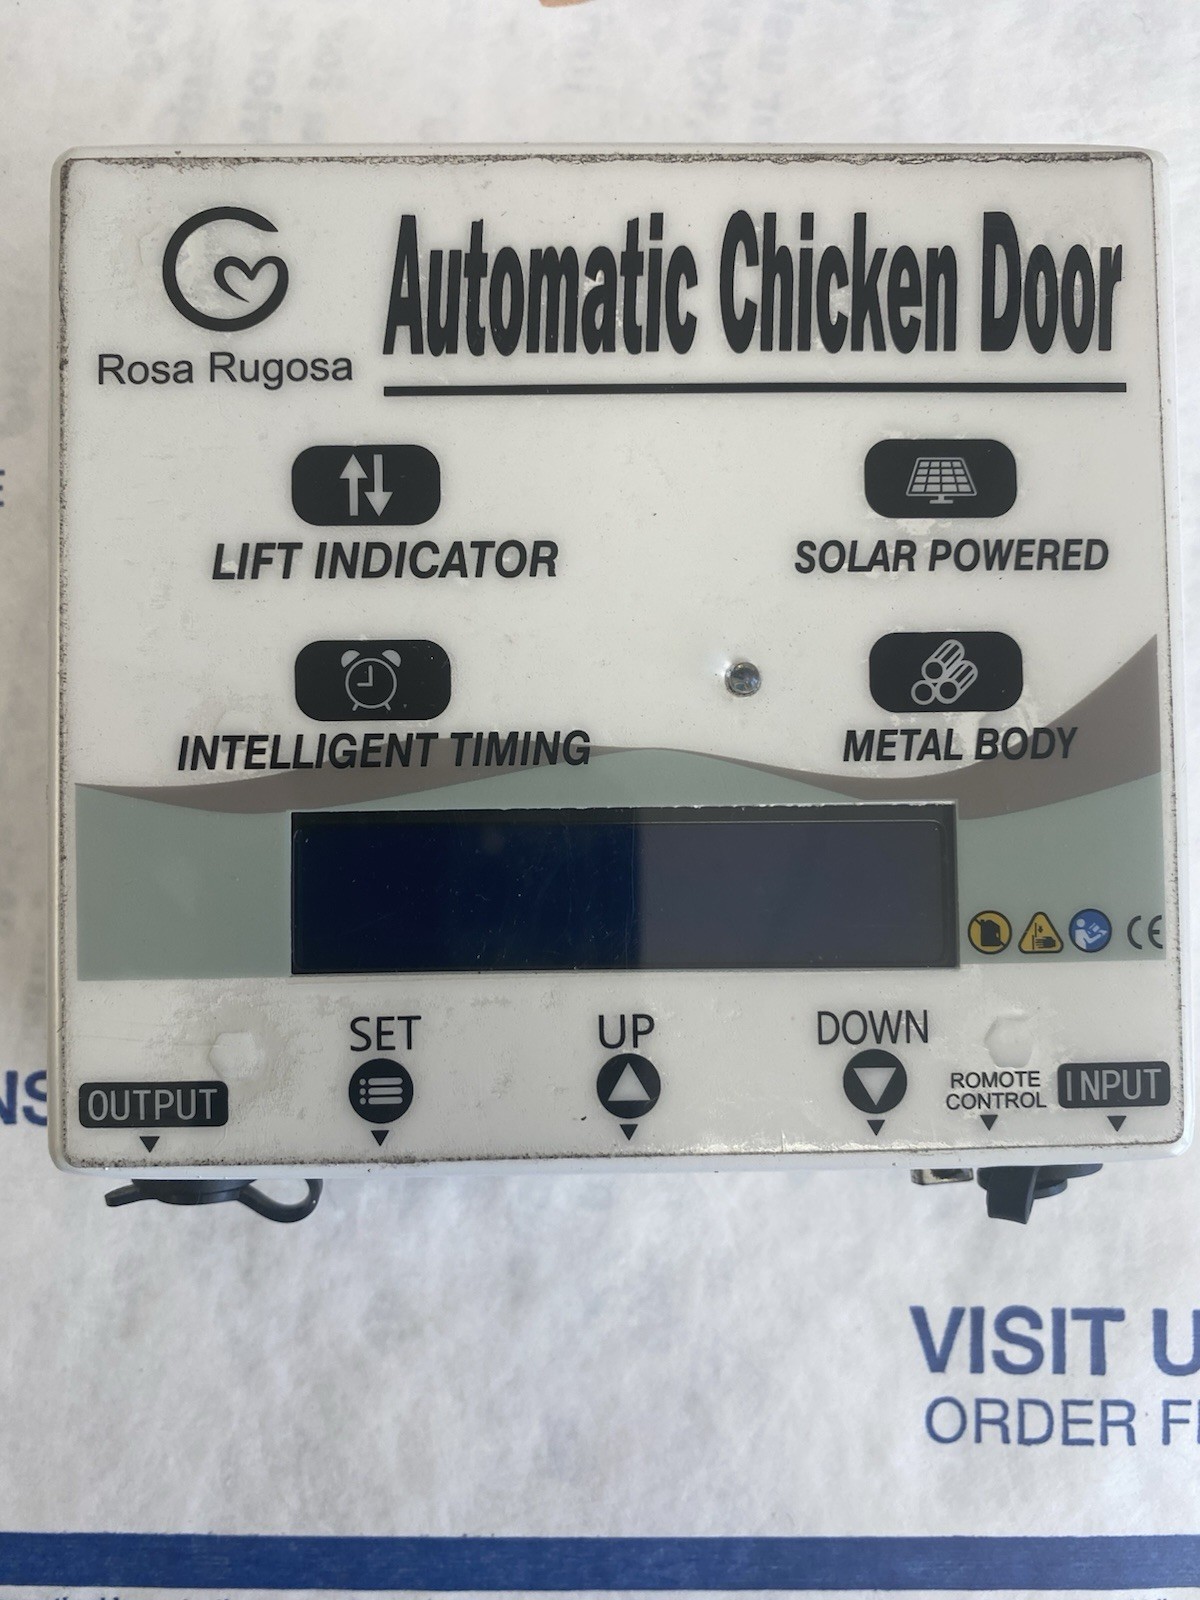 Automatic Chicken Door
Rosa Rugosa
LIFT INDICATOR
SOLAR POWERED
INTELLIGENT TIMING
METAL BODY
CE
SET
UP
DOWN
OUTPUT
ROMOTE
CONTROL
INPUT
VISIT U
ORDER F